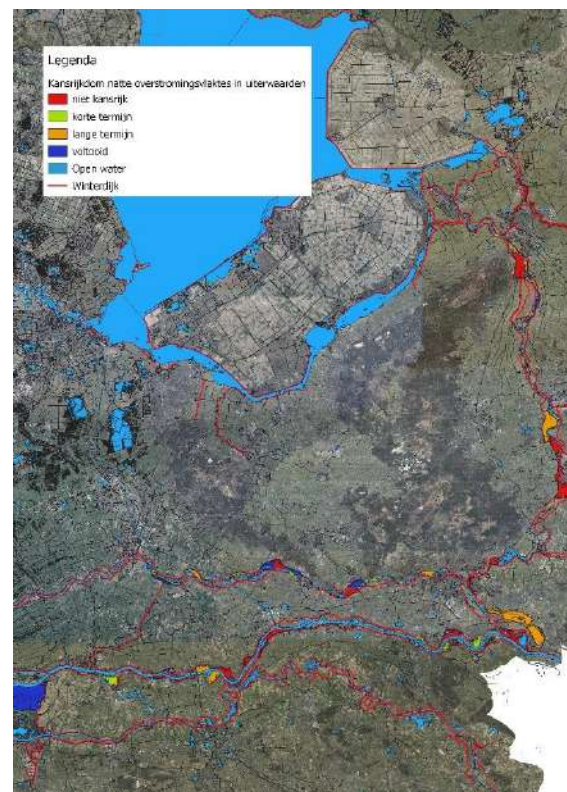 Legenda
Kansrijkdom natte overstromingsvlaktes in uiterwaarden
niet kansrijk
korte termijn
lange termijn
voltooid
Open water
Winterdijk